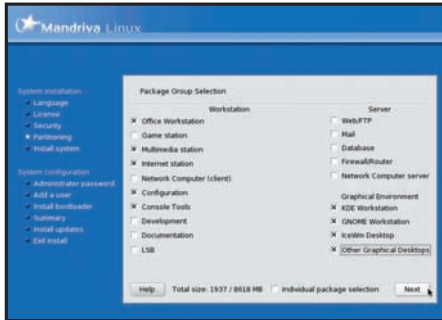 Mandriva Linux
System installation
Language
License
Security
Partitioning
Install system
System configuration
Administrator password
Add a user
Install bootloader
Summary
Install updates
Exit install
Package Group Selection
Workstation
Office Workstation
Game station
Multimedia station
Internet station
Network Computer (client)
Configuration
Console Tools
Development
Documentation
LSB
Server
Web/FTP
Mail
Database
Firewall/Router
Network Computer server
Graphical Environment
KDE Workstation
GNOME Workstation
IceWm Desktop
Other Graphical Desktops
Help Total size: 1937 / 8618 MB Individual package selection Next